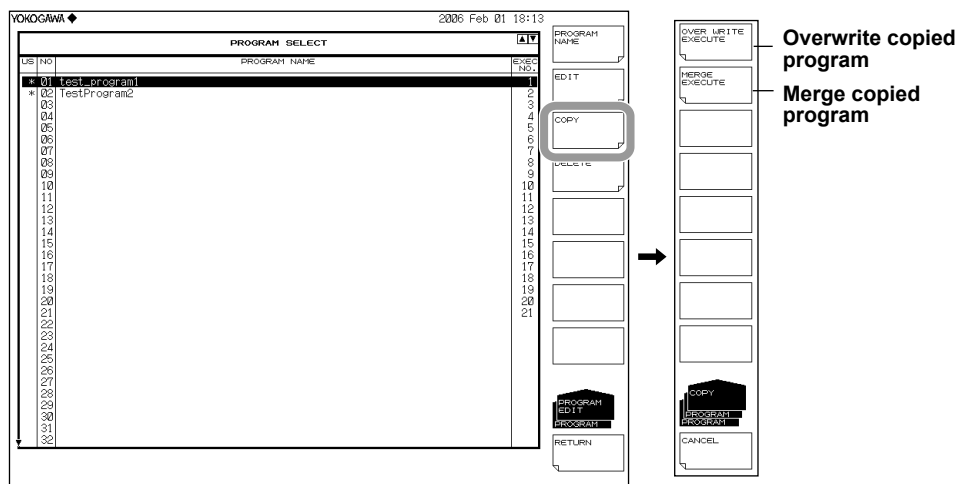 YOKOGAWA ◆ 2006 Feb 01 18:13
PROGRAM SELECT
US NO PROGRAM NAME EXEC NO.
* 01 test_program1 1
* 02 TestProgram2 2
03 3
04 4
05 5
06 6
07 7
08 8
09 9
10 10
11 11
12 12
13 13
14 14
15 15
16 16
17 17
18 18
19 19
20 20
21 21
22
23
24
25
26
27
28
29
30
31
32
PROGRAM
NAME
EDIT
COPY
DELETE
PROGRAM
EDIT
PROGRAM
RETURN
OVER WRITE
EXECUTE
MERGE
EXECUTE
COPY
PROGRAM
PROGRAM
CANCEL
Overwrite copied
program
Merge copied
program